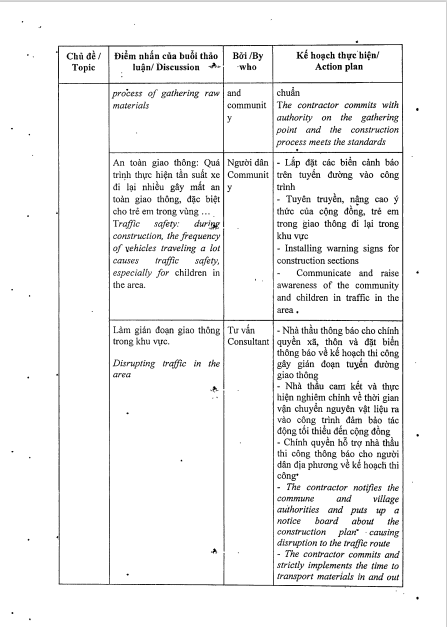 Chủ đề / Topic
Điểm nhấn của buổi thảo luận/ Discussion
Bởi /By who
Kế hoạch thực hiện/ Action plan
process of gathering raw
materials
and
communit
y
chuẩn
The contractor commits with
authority on the gathering
point and the construction
process meets the standards
An toàn giao thông: Quá
trình thực hiện tần suất xe
đi lại nhiều gây mất an
toàn giao thông, đặc biệt
cho trẻ em trong vùng …
Traffic safety: during
construction, the frequency
of vehicles traveling a lot
causes traffic safety,
especially for children in
the area.
Người dân
Communit
y
- Lắp đặt các biển cảnh báo
trên tuyến đường vào công
trình
- Tuyên truyền, nâng cao ý
thức của cộng đồng, trẻ em
trong giao thông đi lại trong
khu vực
- Installing warning signs for
construction sections
- Communicate and raise
awareness of the community
and children in traffic in the
area .
Làm gián đoạn giao thông
trong khu vực.
Disrupting traffic in the
area
Tư vấn
Consultant
- Nhà thầu thông báo cho chính
quyền xã, thôn và đặt biển
thông báo về kế hoạch thi công
gây gián đoạn tuyến đường
giao thông
- Nhà thầu cam kết và thực
hiện nghiêm chỉnh về thời gian
vận chuyển nguyên vật liệu ra
vào công trình đảm bảo tác
động tối thiểu đến cộng đồng
- Chính quyền hỗ trợ nhà thầu
thi công thông báo cho người
dân địa phương về kế hoạch thi
công
- The contractor notifies the
commune and village
authorities and puts up a
notice board about the
construction plan causing
disruption to the traffic route
- The contractor commits and
strictly implements the time to
transport materials in and out